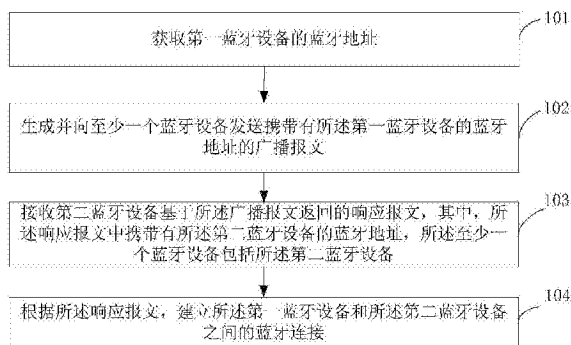 101
获取第一蓝牙设备的蓝牙地址
102
生成并向至少一个蓝牙设备发送携带有所述第一蓝牙设备的蓝牙
地址的广播报文
103
接收第二蓝牙设备基于所述广播报文返回的响应报文，其中，所
述响应报文中携带有所述第二蓝牙设备的蓝牙地址，所述至少一
个蓝牙设备包括所述第二蓝牙设备
104
根据所述响应报文，建立所述第一蓝牙设备和所述第二蓝牙设备
之间的蓝牙连接